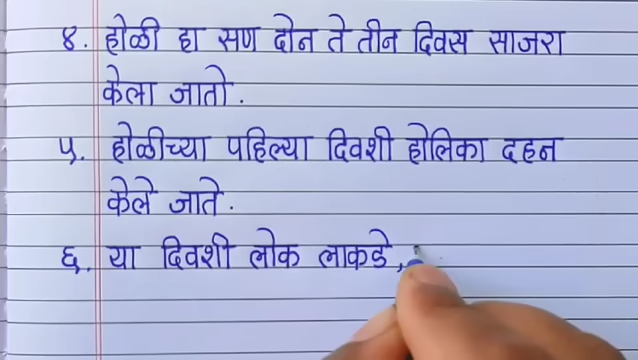 ४. होळी हा सण दोन ते तीन दिवस साजरा
केला जातो.
५. होळीच्या पहिल्या दिवशी होलिका दहन
केले जाते.
६. या दिवशी लोक लाकडे,